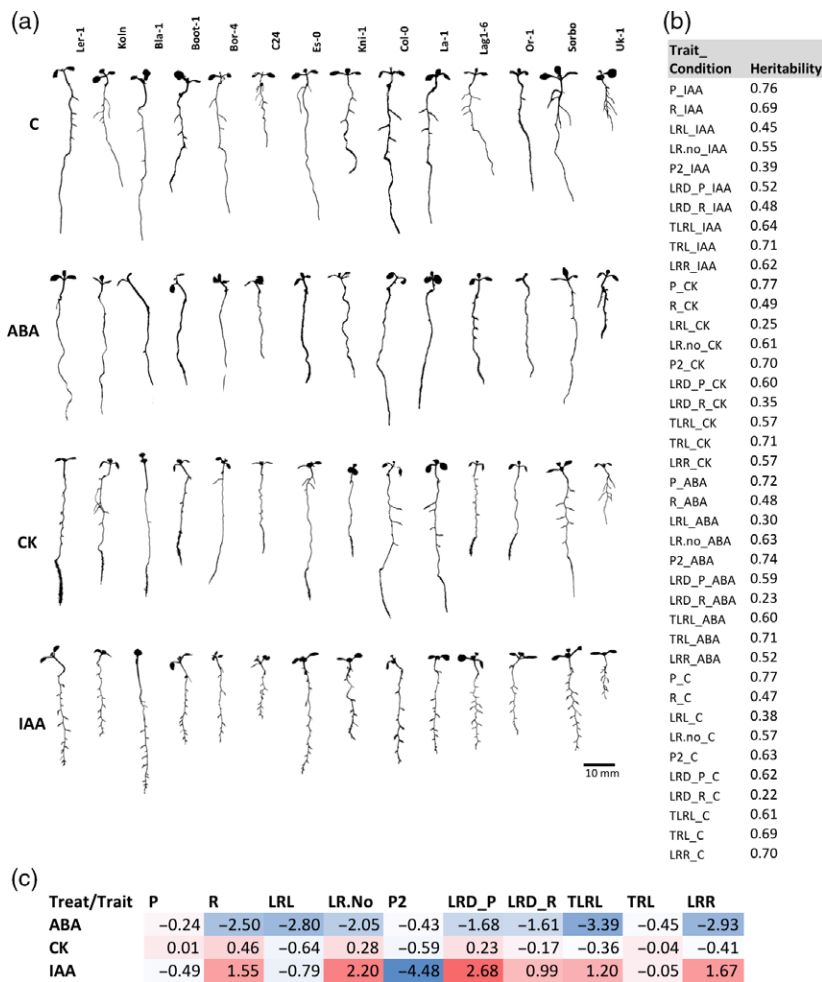 (a)
Ler-1
Koln
Bla-1
Boot-1
Bor-4
C24
Es-0
Kni-1
Col-0
La-1
Lag1-6
Or-1
Sorbo
Uk-1
C
ABA
CK
IAA
10 mm
(b)
Trait_
Condition Heritability
P_IAA 0.76
R_IAA 0.69
LRL_IAA 0.45
LR.no_IAA 0.55
P2_IAA 0.39
LRD_P_IAA 0.52
LRD_R_IAA 0.48
TLRL_IAA 0.64
TRL_IAA 0.71
LRR_IAA 0.62
P_CK 0.77
R_CK 0.49
LRL_CK 0.25
LR.no_CK 0.61
P2_CK 0.70
LRD_P_CK 0.60
LRD_R_CK 0.35
TLRL_CK 0.57
TRL_CK 0.71
LRR_CK 0.57
P_ABA 0.72
R_ABA 0.48
LRL_ABA 0.30
LR.no_ABA 0.63
P2_ABA 0.74
LRD_P_ABA 0.59
LRD_R_ABA 0.23
TLRL_ABA 0.60
TRL_ABA 0.71
LRR_ABA 0.52
P_C 0.77
R_C 0.47
LRL_C 0.38
LR.no_C 0.57
P2_C 0.63
LRD_P_C 0.62
LRD_R_C 0.22
TLRL_C 0.61
TRL_C 0.69
LRR_C 0.70
(c)
Treat/Trait P R LRL LR.No P2 LRD_P LRD_R TLRL TRL LRR
ABA −0.24 −2.50 −2.80 −2.05 −0.43 −1.68 −1.61 −3.39 −0.45 −2.93
CK 0.01 0.46 −0.64 0.28 −0.59 0.23 −0.17 −0.36 −0.04 −0.41
IAA −0.49 1.55 −0.79 2.20 −4.48 2.68 0.99 1.20 −0.05 1.67